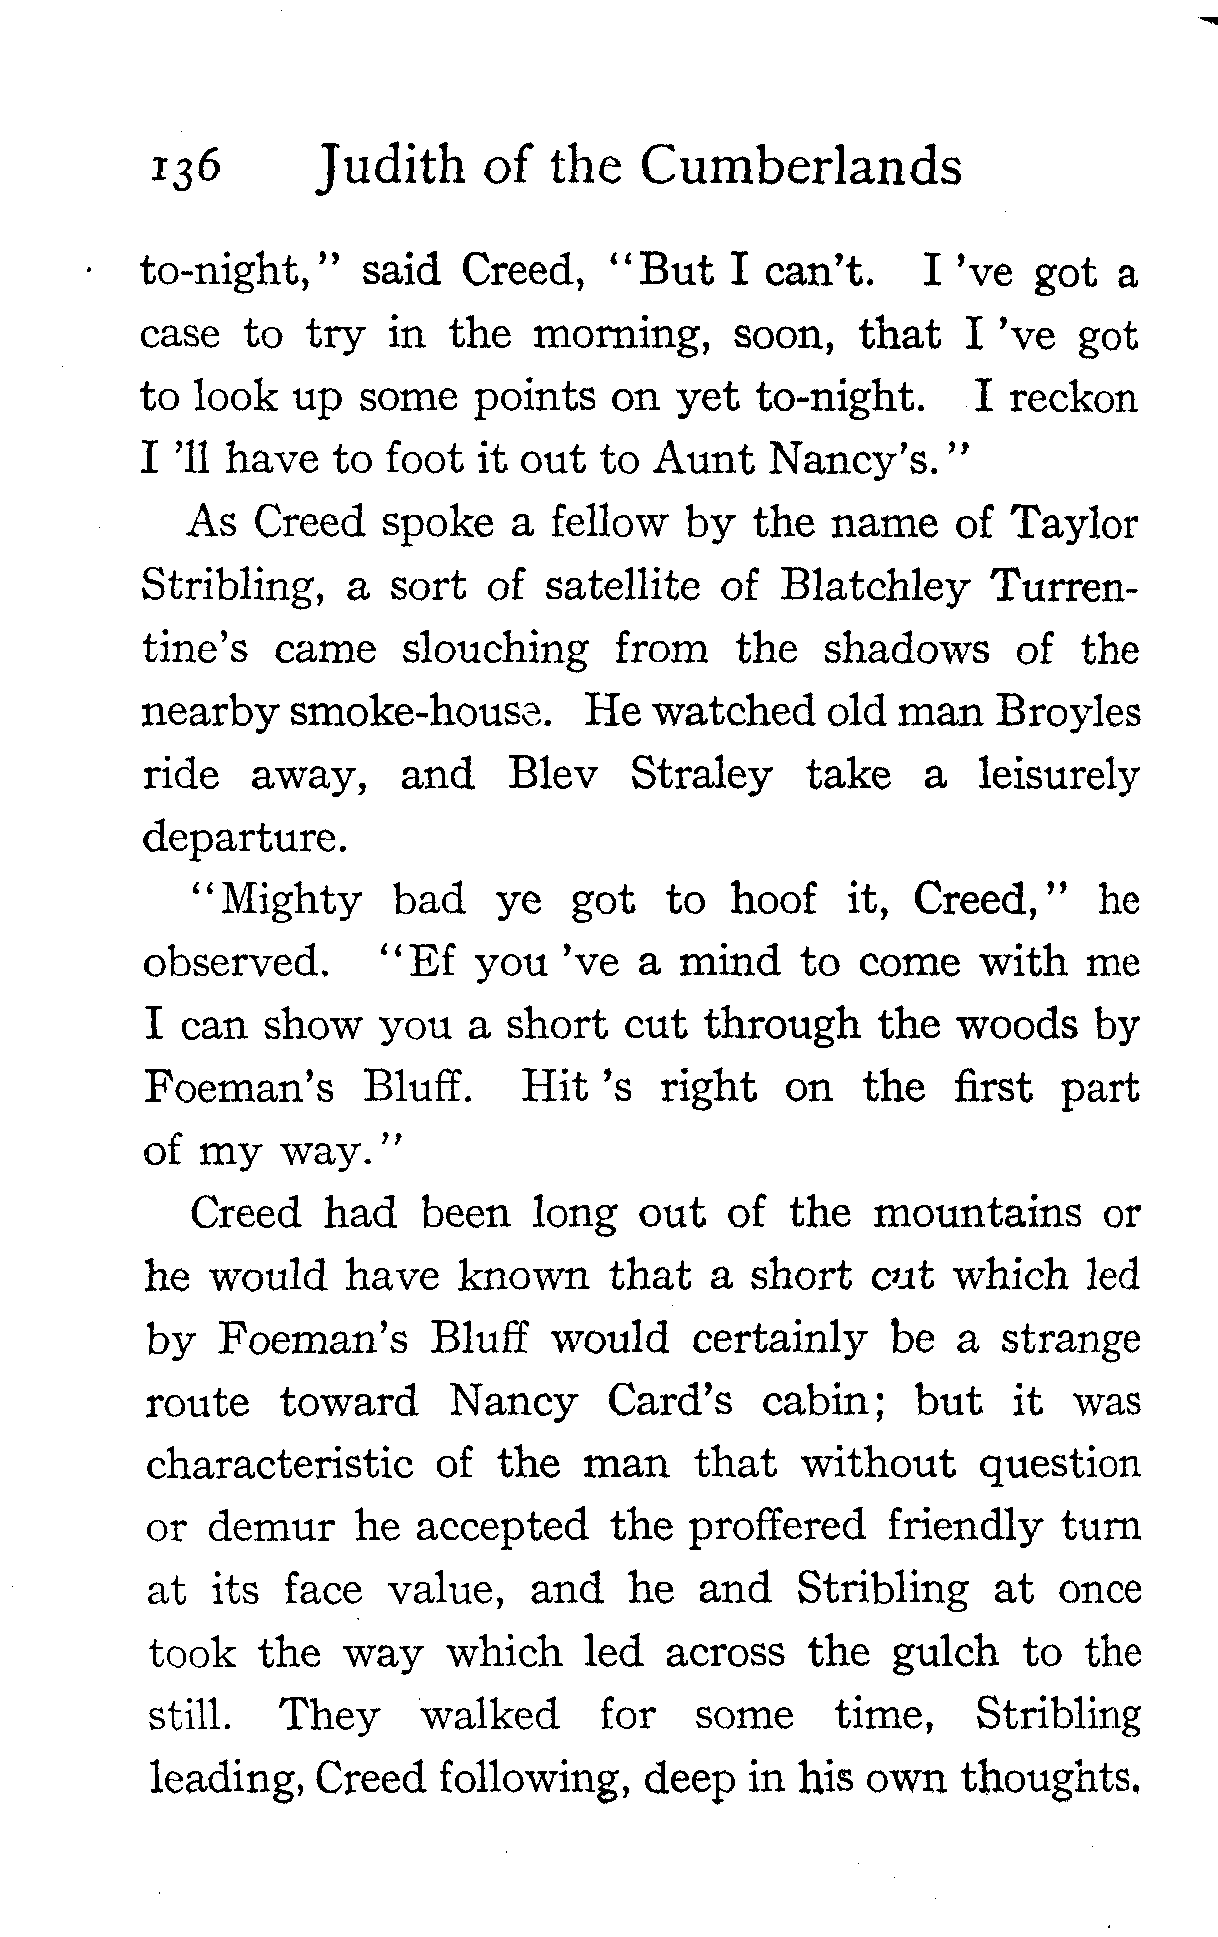 136 Judith of the Cumberlands
to-night," said Creed, "But I can't. I 've got a
case to try in the morning, soon, that I 've got
to look up some points on yet to-night. I reckon
I 'll have to foot it out to Aunt Nancy's."
As Creed spoke a fellow by the name of Taylor
Stribling, a sort of satellite of Blatchley Turren-
tine's came slouching from the shadows of the
nearby smoke-house. He watched old man Broyles
ride away, and Blev Straley take a leisurely
departure.
"Mighty bad ye got to hoof it, Creed," he
observed. "Ef you 've a mind to come with me
I can show you a short cut through the woods by
Foeman's Bluff. Hit 's right on the first part
of my way."
Creed had been long out of the mountains or
he would have known that a short cut which led
by Foeman's Bluff would certainly be a strange
route toward Nancy Card's cabin; but it was
characteristic of the man that without question
or demur he accepted the proffered friendly turn
at its face value, and he and Stribling at once
took the way which led across the gulch to the
still. They walked for some time, Stribling
leading, Creed following, deep in his own thoughts.